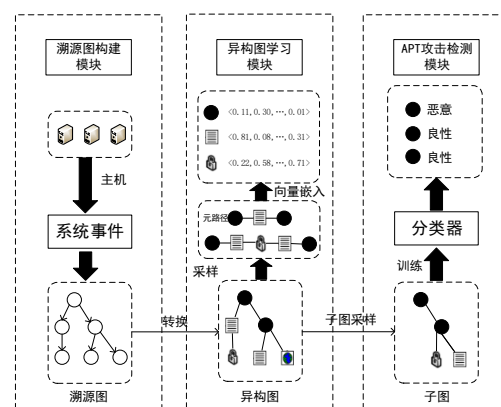 溯源图构建
模块
主机
系统事件
溯源图
转换
异构图学习
模块
<0.11,0.30,…,0.01>
<0.81,0.08,…,0.31>
<0.22,0.58,…,0.71>
向量嵌入
元路径
采样
异构图
子图采样
APT攻击检测
模块
恶意
良性
良性
分类器
训练
子图